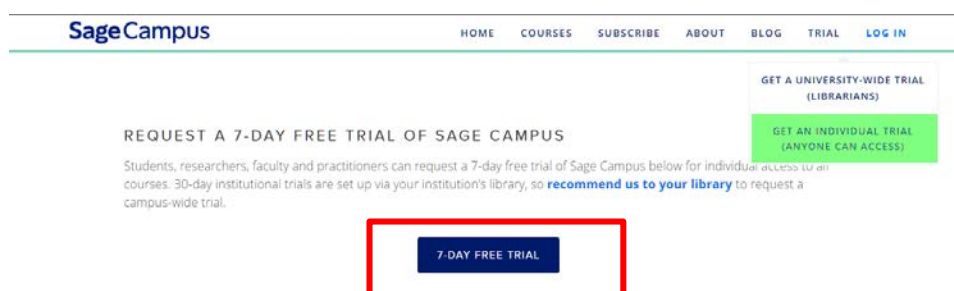 Sage Campus
HOME COURSES SUBSCRIBE ABOUT BLOG TRIAL LOG IN
GET A UNIVERSITY-WIDE TRIAL
(LIBRARIANS)
GET AN INDIVIDUAL TRIAL
(ANYONE CAN ACCESS)
REQUEST A 7-DAY FREE TRIAL OF SAGE CAMPUS
Students, researchers, faculty and practitioners can request a 7-day free trial of Sage Campus below for individual access to all
courses. 30-day institutional trials are set up via your institution's library, so recommend us to your library to request a
campus-wide trial.
7-DAY FREE TRIAL